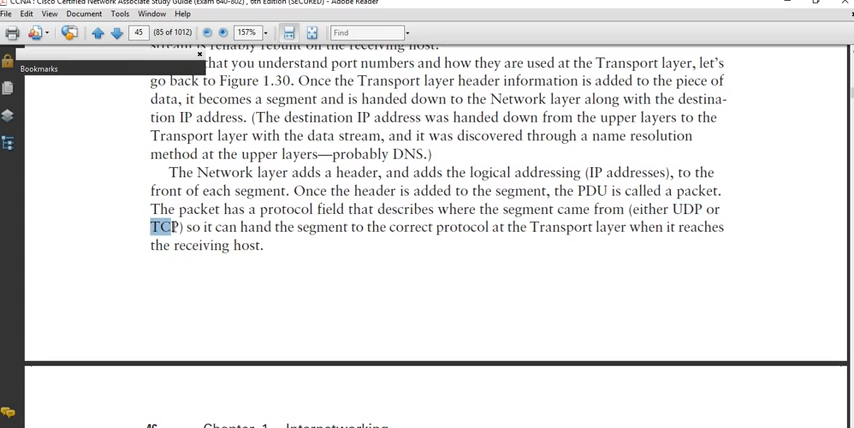 CCNA : Cisco Certified Network Associate Study Guide (Exam 640-802) , 6th Edition (SECURED) - Adobe Reader
File Edit View Document Tools Window Help
45 (85 of 1012) 157% Find
Bookmarks
stream is reliably rebuilt on the receiving host.
that you understand port numbers and how they are used at the Transport layer, let's
go back to Figure 1.30. Once the Transport layer header information is added to the piece of
data, it becomes a segment and is handed down to the Network layer along with the destina-
tion IP address. (The destination IP address was handed down from the upper layers to the
Transport layer with the data stream, and it was discovered through a name resolution
method at the upper layers—probably DNS.)
The Network layer adds a header, and adds the logical addressing (IP addresses), to the
front of each segment. Once the header is added to the segment, the PDU is called a packet.
The packet has a protocol field that describes where the segment came from (either UDP or
TCP) so it can hand the segment to the correct protocol at the Transport layer when it reaches
the receiving host.
46 Chapter 1 Internetworking